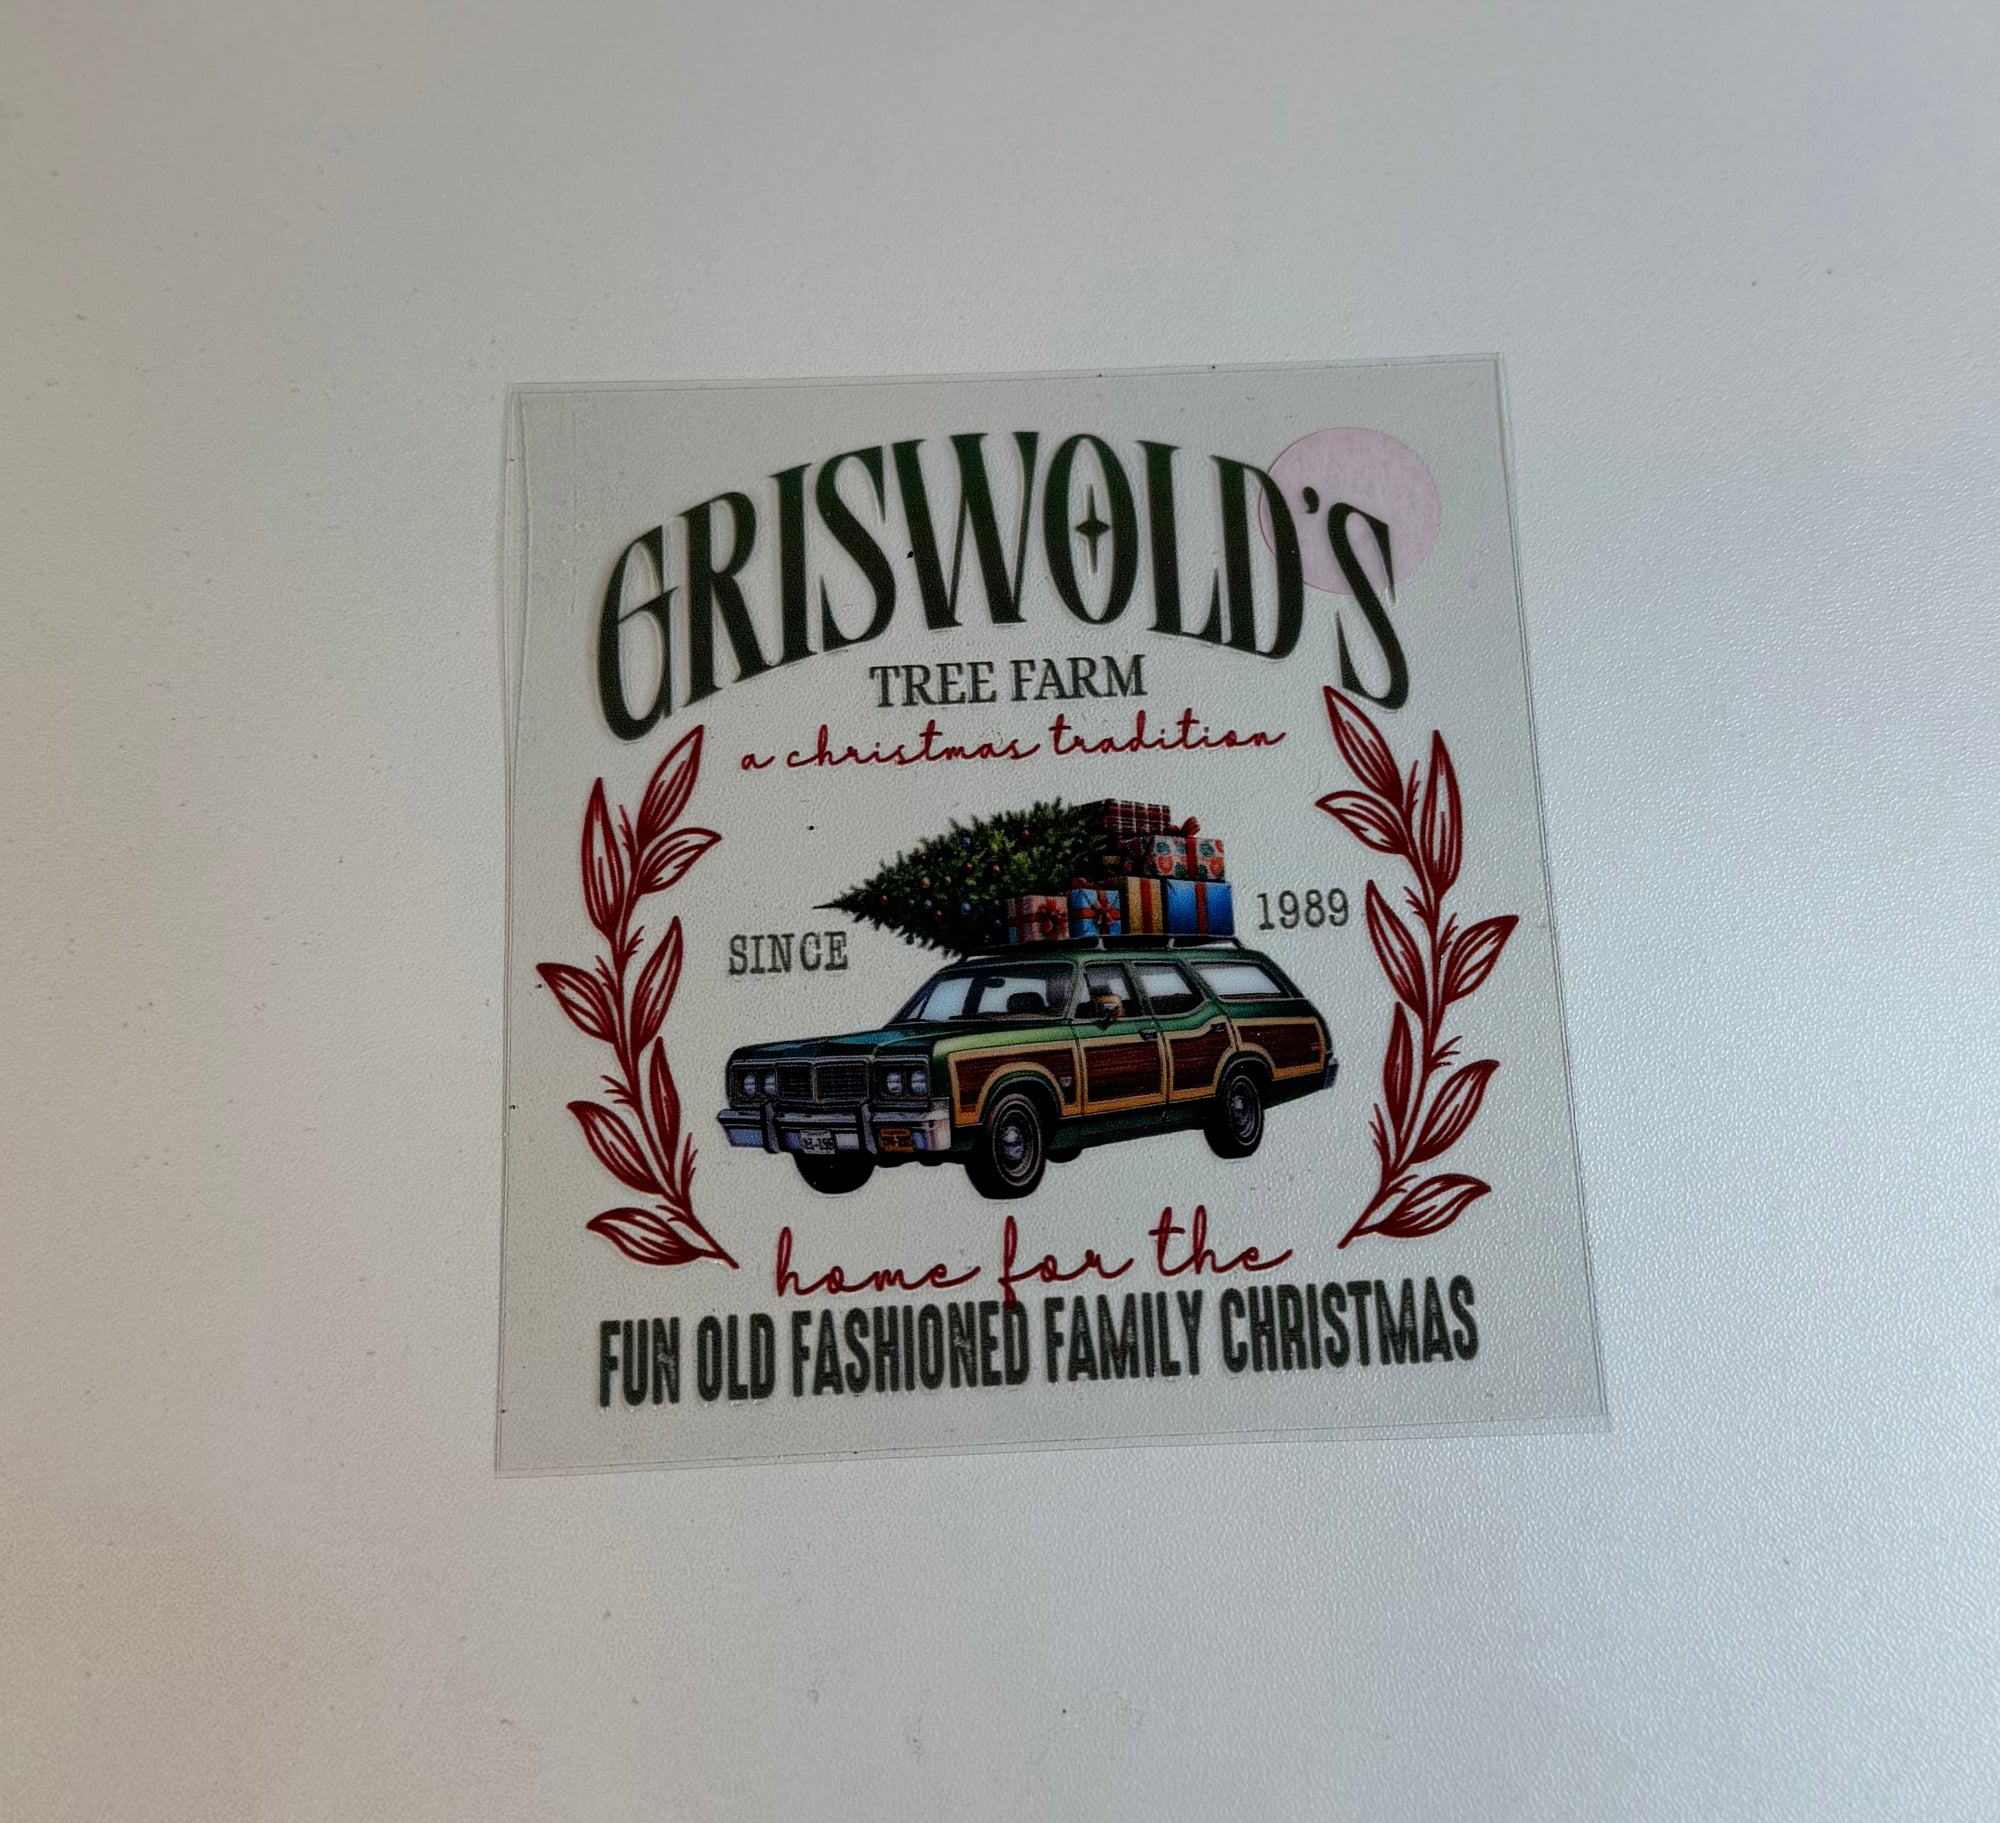 GRISWOLD'S
TREE FARM
a christmas tradition
SINCE 1989
home for the
FUN OLD FASHIONED FAMILY CHRISTMAS